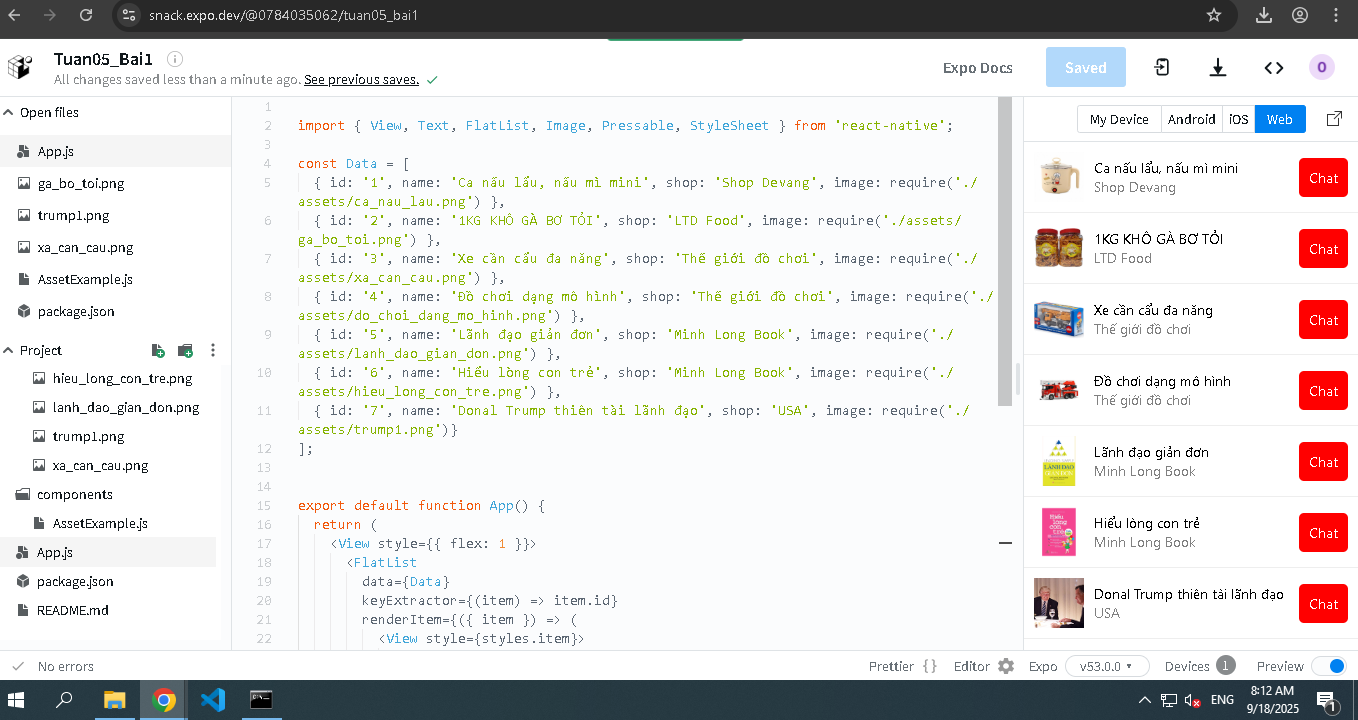 snack.expo.dev/@0784035062/tuan05_bai1
Tuan05_Bai1
All changes saved less than a minute ago. See previous saves.
Expo Docs
Saved
O
Open files
App.js
ga_bo_toi.png
trump1.png
xa_can_cau.png
AssetExample.js
package.json
Project
hieu_long_con_tre.png
lanh_dao_gian_don.png
trump1.png
xa_can_cau.png
components
AssetExample.js
App.js
package.json
README.md
1
2 import { View, Text, FlatList, Image, Pressable, StyleSheet } from 'react-native';
3
4 const Data = [
5 { id: '1', name: 'Ca nấu lẩu, nấu mì mini', shop: 'Shop Devang', image: require('./
assets/ca_nau_lau.png') },
6 { id: '2', name: '1KG KHÔ GÀ BƠ TỎI', shop: 'LTD Food', image: require('./assets/
ga_bo_toi.png') },
7 { id: '3', name: 'Xe cần cẩu đa năng', shop: 'Thế giới đồ chơi', image: require('./
assets/xa_can_cau.png') },
8 { id: '4', name: 'Đồ chơi dạng mô hình', shop: 'Thế giới đồ chơi', image: require('./
assets/do_choi_dang_mo_hinh.png') },
9 { id: '5', name: 'Lãnh đạo giản đơn', shop: 'Minh Long Book', image: require('./
assets/lanh_dao_gian_don.png') },
10 { id: '6', name: 'Hiểu lòng con trẻ', shop: 'Minh Long Book', image: require('./
assets/hieu_long_con_tre.png') },
11 { id: '7', name: 'Donal Trump thiên tài lãnh đạo', shop: 'USA', image: require('./
assets/trump1.png')}
12 ];
13
14
15 export default function App() {
16 return (
17 <View style={{ flex: 1 }}>
18 <FlatList
19 data={Data}
20 keyExtractor={(item) => item.id}
21 renderItem={({ item }) => (
22 <View style={styles.item}>
My Device Android iOS Web
Ca nấu lẩu, nấu mì mini
Shop Devang
Chat
1KG KHÔ GÀ BƠ TỎI
LTD Food
Chat
Xe cần cẩu đa năng
Thế giới đồ chơi
Chat
Đồ chơi dạng mô hình
Thế giới đồ chơi
Chat
LÃNH ĐẠO
GIẢN ĐƠN
Lãnh đạo giản đơn
Minh Long Book
Chat
Hiểu
lòng
con trẻ
Hiểu lòng con trẻ
Minh Long Book
Chat
Donal Trump thiên tài lãnh đạo
USA
Chat
No errors
Prettier { }
Editor
Expo
v53.0.0
Devices 1
Preview
ENG
8:12 AM
9/18/2025
1